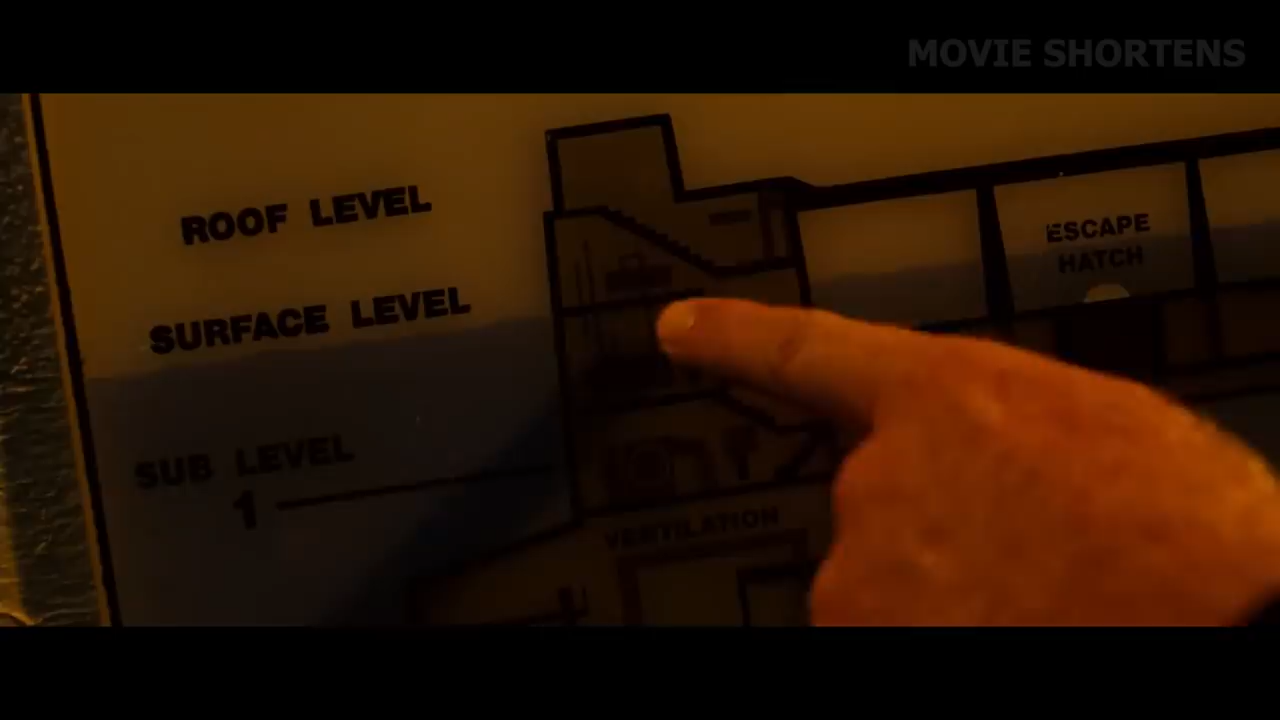 MOVIE SHORTENS
ROOF LEVEL
ESCAPE
HATCH
SURFACE LEVEL
SUB LEVEL
1
VENTILATION